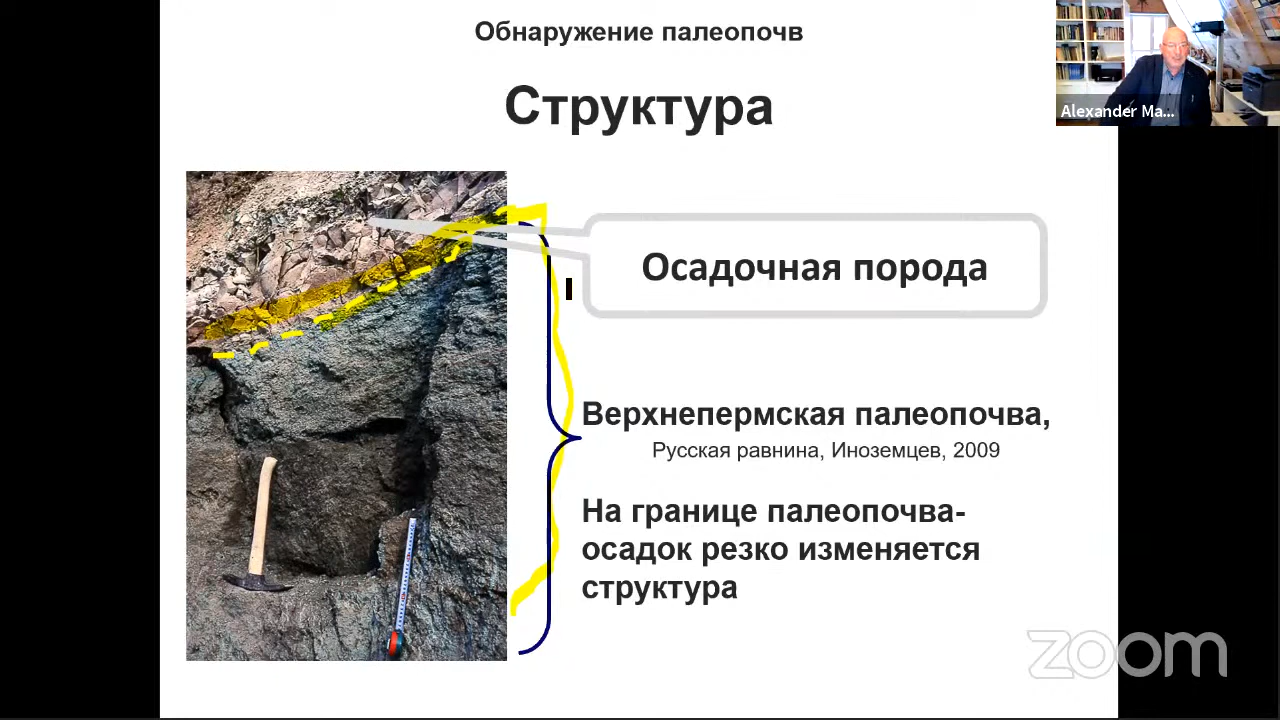 Обнаружение палеопочв
Структура
Alexander Ma...
Осадочная порода
Верхнепермская палеопочва,
Русская равнина, Иноземцев, 2009
На границе палеопочва-
осадок резко изменяется
структура
zoom